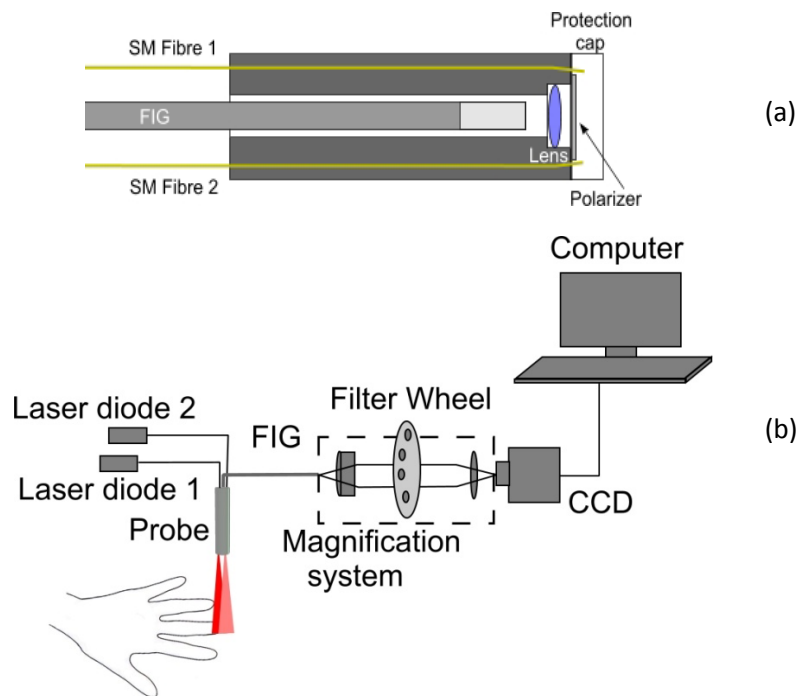 Protection
cap
SM Fibre 1
FIG
Lens
SM Fibre 2
Polarizer
(a)
Computer
Filter Wheel
Laser diode 2
FIG
(b)
Laser diode 1
CCD
Probe
Magnification
system